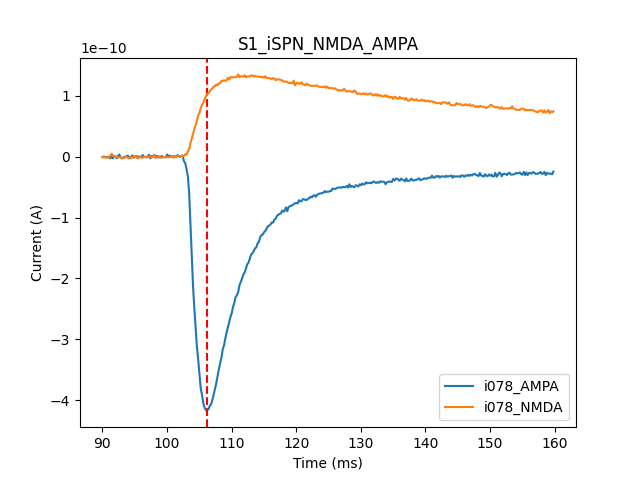 S1_iSPN_NMDA_AMPA
1e−10
1
0
−1
−2
−3
−4
Current (A)
90 100 110 120 130 140 150 160
Time (ms)
i078_AMPA
i078_NMDA